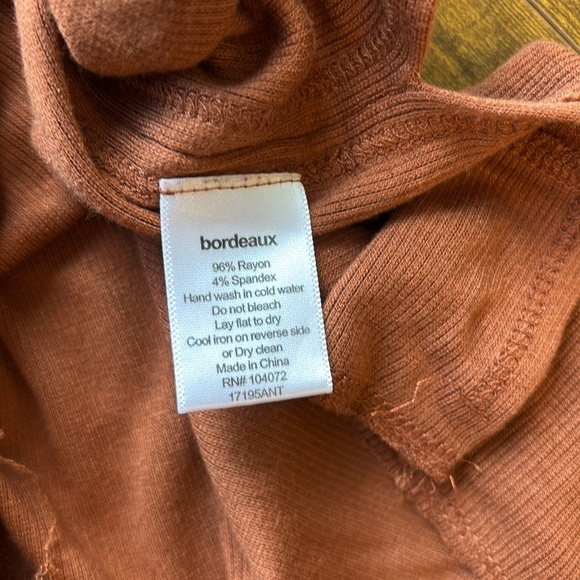 bordeaux
96% Rayon
4% Spandex
Hand wash in cold water
Do not bleach
Lay flat to dry
Cool iron on reverse side
or Dry clean
Made in China
RN# 104072
17195ANT